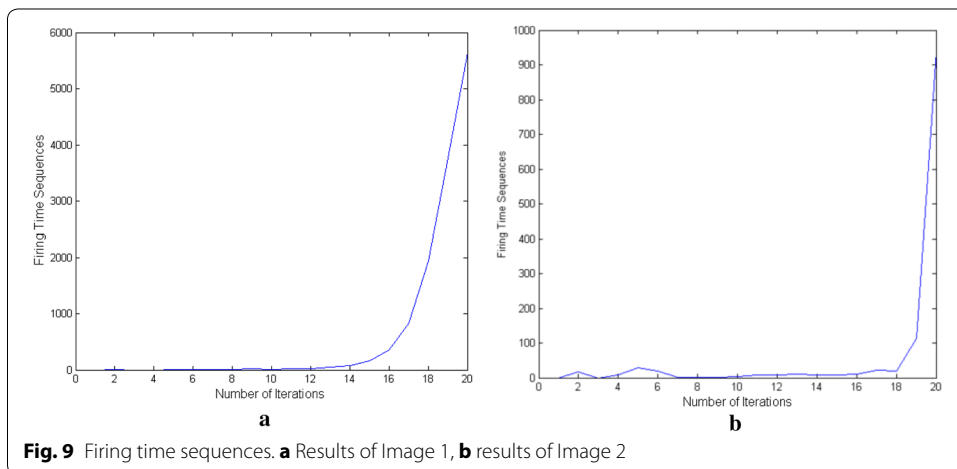 6000
5000
4000
3000
2000
1000
0
Firing Time Sequences
0 2 4 6 8 10 12 14 16 18 20
Number of Iterations
a
1000
900
800
700
600
500
400
300
200
100
0
Firing Time Sequences
0 2 4 6 8 10 12 14 16 18 20
Number of Iterations
b
Fig. 9 Firing time sequences. a Results of Image 1, b results of Image 2